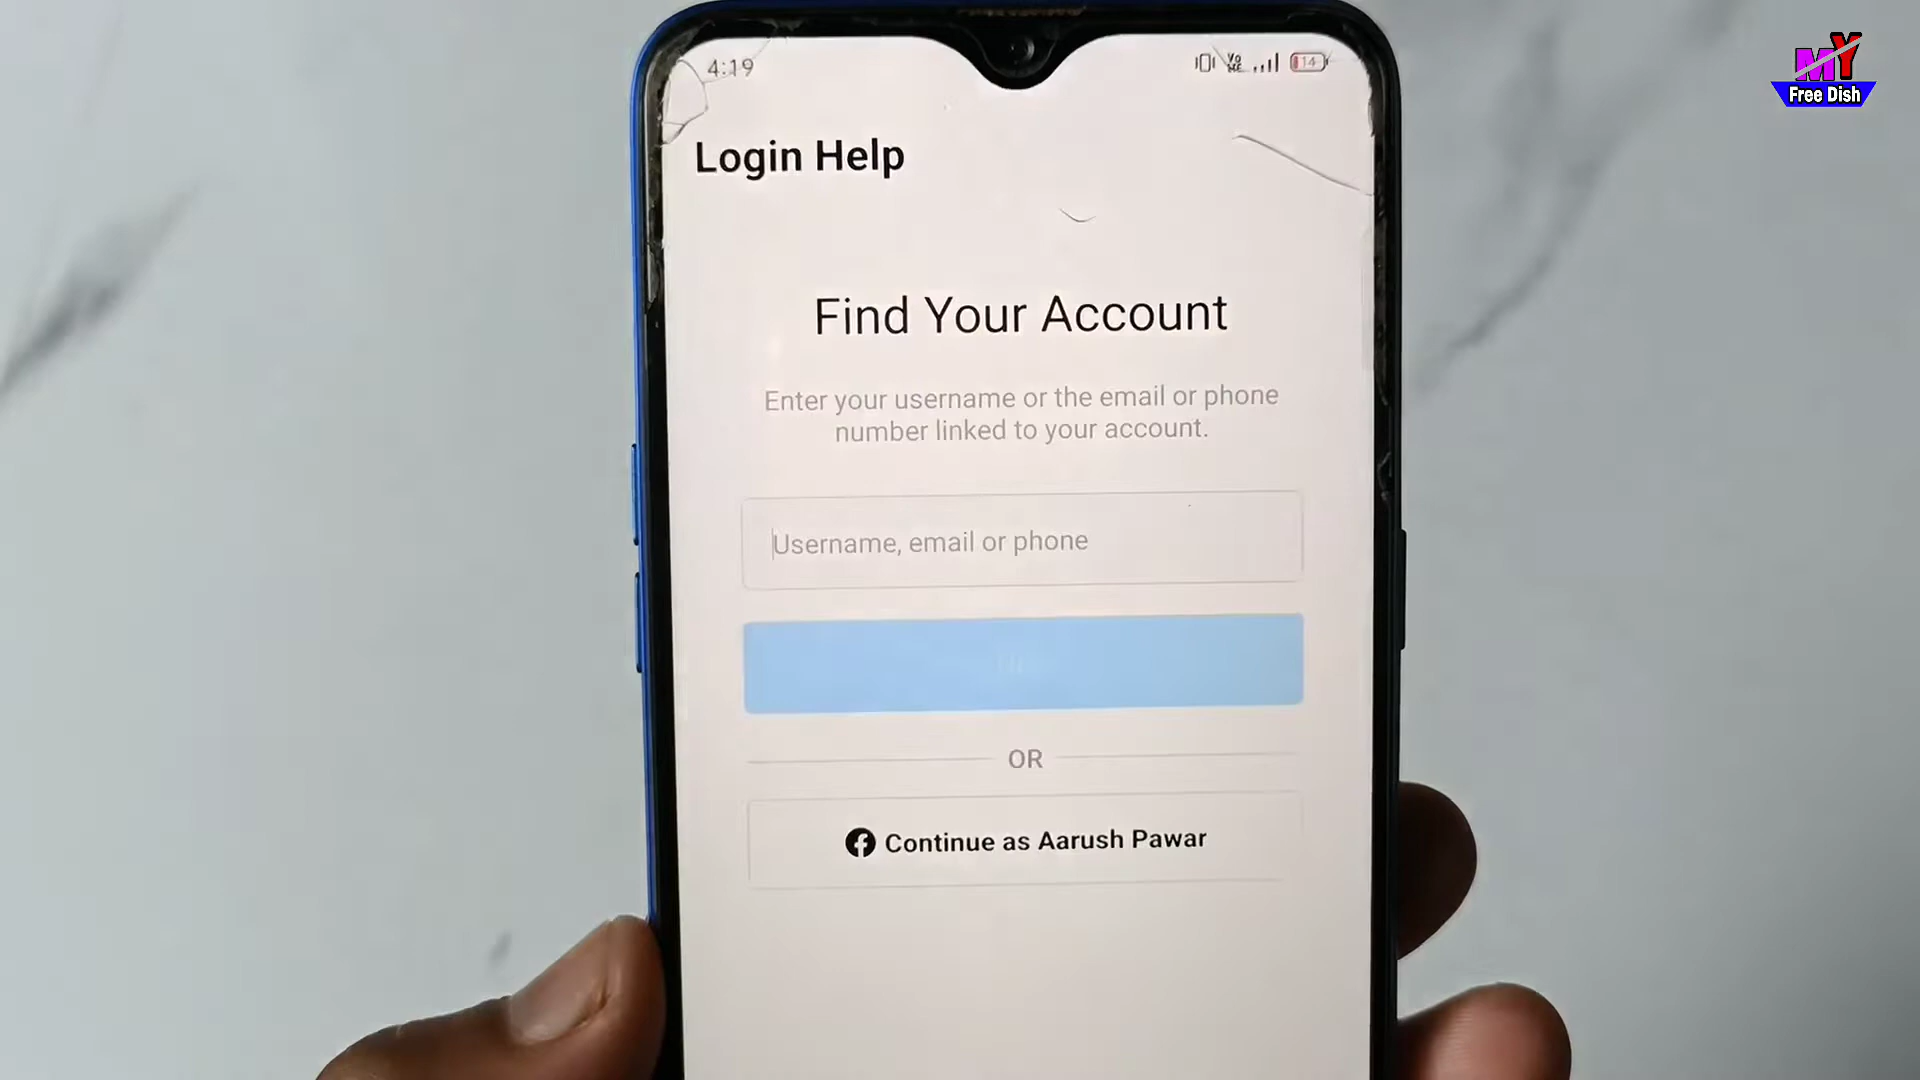 MY
Free Dish
4:19
14
Login Help
Find Your Account
Enter your username or the email or phone
number linked to your account.
Username, email or phone
OR
Continue as Aarush Pawar